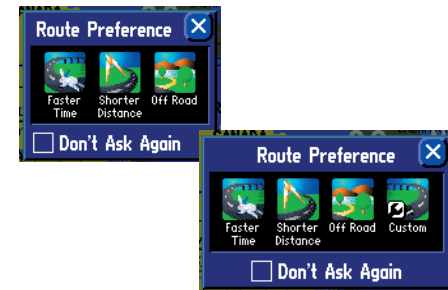 Route Preference
Faster Time
Shorter Distance
Off Road
Don't Ask Again
Route Preference
Faster Time
Shorter Distance
Off Road
Custom
Don't Ask Again